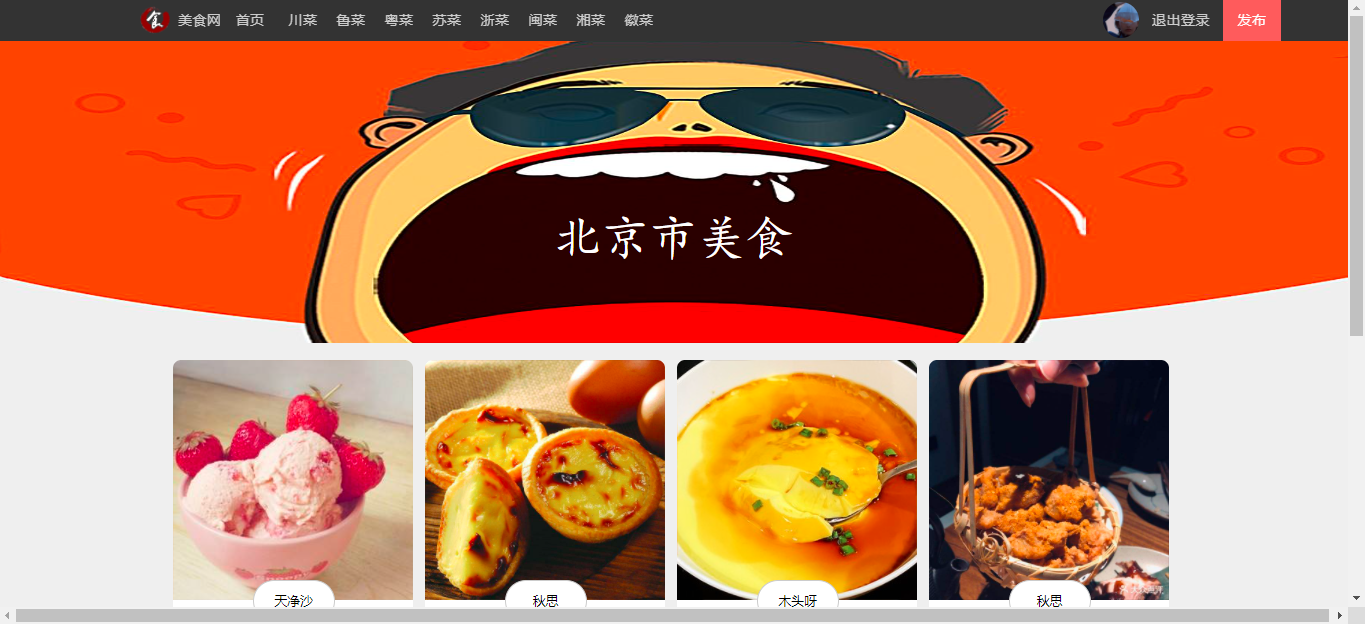 食 美食网 首页 川菜 鲁菜 粤菜 苏菜 浙菜 闽菜 湘菜 徽菜 退出登录 发布
北京市美食
天净沙 秋思 木头呀 秋思